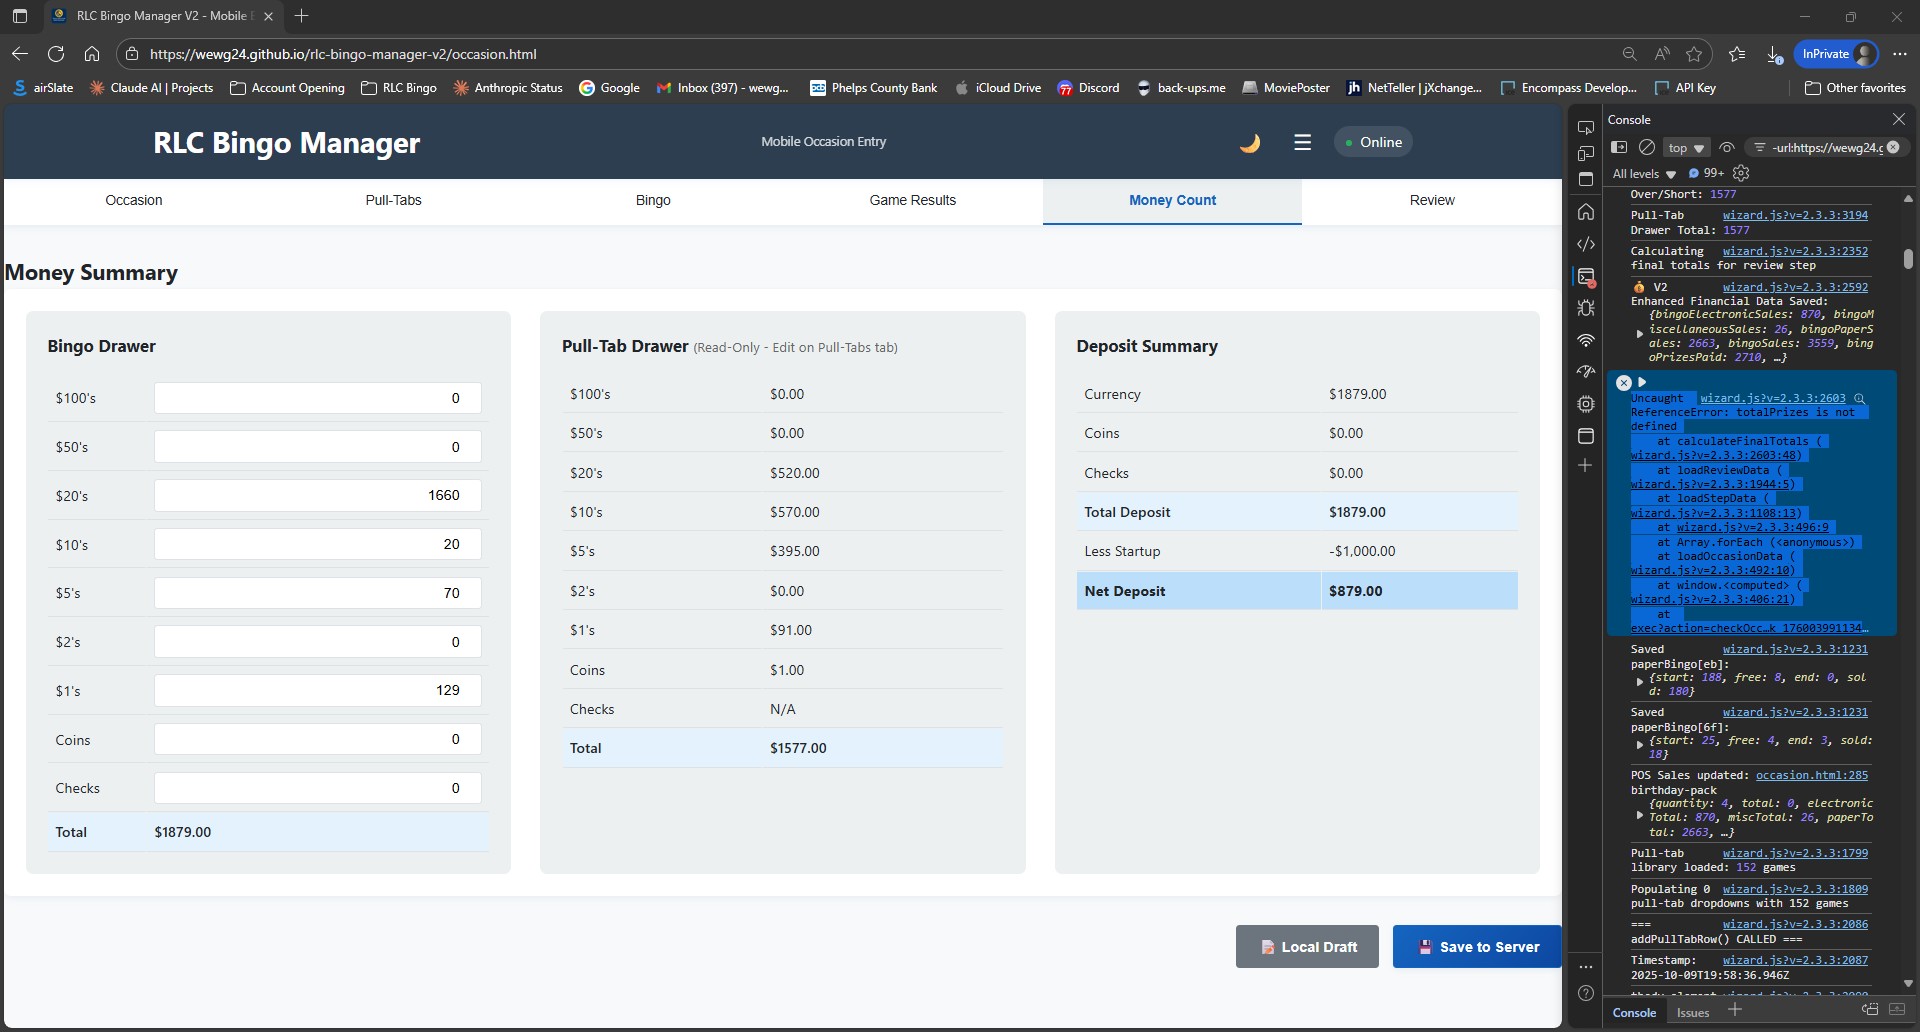 RLC Bingo Manager V2 - Mobile
https://wewg24.github.io/rlc-bingo-manager-v2/occasion.html
InPrivate
airSlate
Claude AI | Projects
Account Opening
RLC Bingo
Anthropic Status
Google
Inbox (397) - wewg...
Phelps County Bank
iCloud Drive
Discord
back-ups.me
MoviePoster
NetTeller | jXchange...
Encompass Develop...
API Key
Other favorites
RLC Bingo Manager
Mobile Occasion Entry
Online
Occasion
Pull-Tabs
Bingo
Game Results
Money Count
Review
Money Summary
Bingo Drawer
$100's 0
$50's 0
$20's 1660
$10's 20
$5's 70
$2's 0
$1's 129
Coins 0
Checks 0
Total $1879.00
Pull-Tab Drawer (Read-Only - Edit on Pull-Tabs tab)
$100's $0.00
$50's $0.00
$20's $520.00
$10's $570.00
$5's $395.00
$2's $0.00
$1's $91.00
Coins $1.00
Checks N/A
Total $1577.00
Deposit Summary
Currency $1879.00
Coins $0.00
Checks $0.00
Total Deposit $1879.00
Less Startup -$1,000.00
Net Deposit $879.00
Local Draft
Save to Server
Console
top
-url:https://wewg24.g
All levels
99+
Over/Short: 1577
Pull-Tab wizard.js?v=2.3.3:3194
Drawer Total: 1577
Calculating wizard.js?v=2.3.3:2352
final totals for review step
V2 wizard.js?v=2.3.3:2592
Enhanced Financial Data Saved:
{bingoElectronicSales: 870, bingoM
iscellaneousSales: 26, bingoPaperS
ales: 2663, bingoSales: 3559, bing
oPrizesPaid: 2710, …}
Uncaught wizard.js?v=2.3.3:2603
ReferenceError: totalPrizes is not
defined
at calculateFinalTotals (
wizard.js?v=2.3.3:2603:48)
at loadReviewData (
wizard.js?v=2.3.3:1944:5)
at loadStepData (
wizard.js?v=2.3.3:1108:13)
at wizard.js?v=2.3.3:496:9
at Array.forEach (<anonymous>)
at loadOccasionData (
wizard.js?v=2.3.3:492:10)
at window.<computed> (
wizard.js?v=2.3.3:406:21)
at
exec?action=checkOcc…k_176003991134…
Saved wizard.js?v=2.3.3:1231
paperBingo[eb]:
{start: 188, free: 8, end: 0, sol
d: 180}
Saved wizard.js?v=2.3.3:1231
paperBingo[6f]:
{start: 25, free: 4, end: 3, sold:
18}
POS Sales updated: occasion.html:285
birthday-pack
{quantity: 4, total: 0, electronic
Total: 870, miscTotal: 26, paperTo
tal: 2663, …}
Pull-tab wizard.js?v=2.3.3:1799
library loaded: 152 games
Populating 0 wizard.js?v=2.3.3:1809
pull-tab dropdowns with 152 games
=== wizard.js?v=2.3.3:2086
addPullTabRow() CALLED ===
Timestamp: wizard.js?v=2.3.3:2087
2025-10-09T19:58:36.946Z
Console
Issues